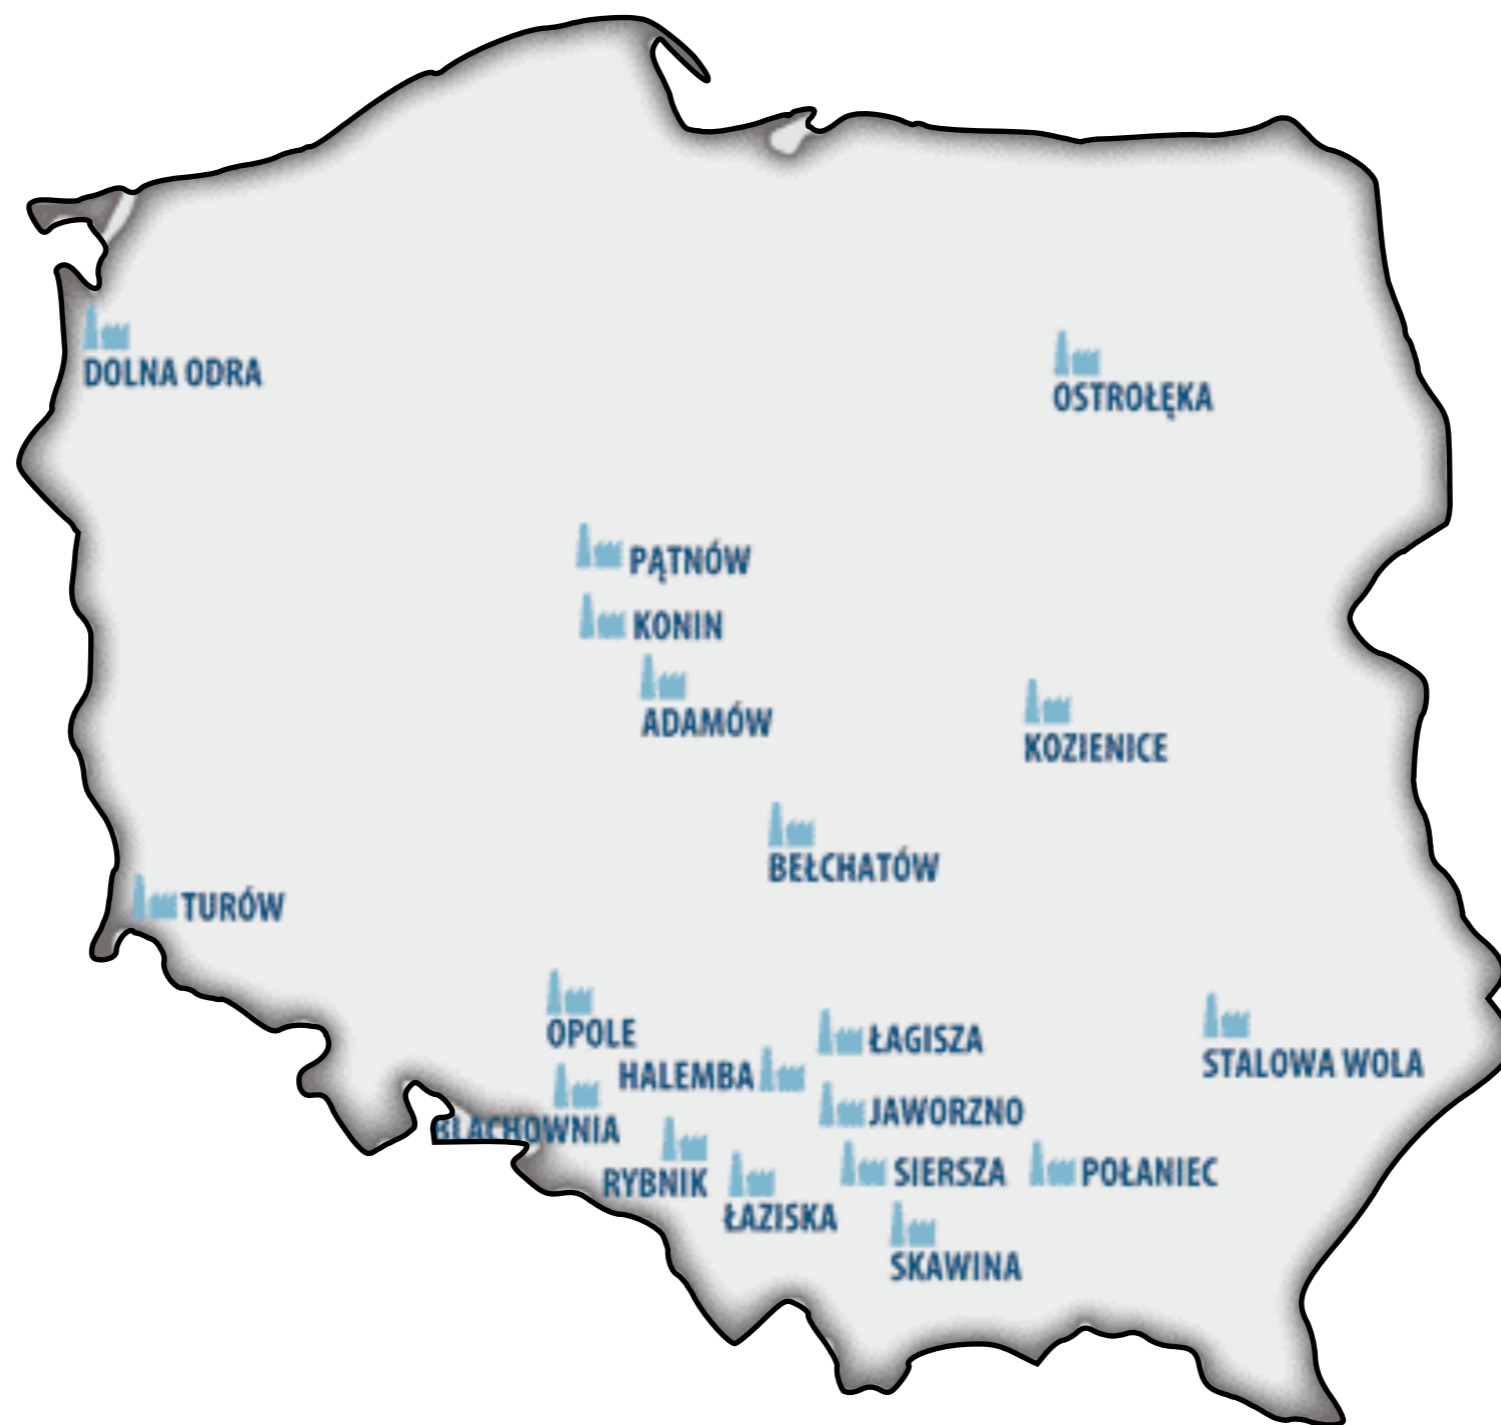 DOLNA ODRA
OSTROŁĘKA
PĄTNÓW
KONIN
ADAMÓW
KOZIENICE
BEŁCHATÓW
TURÓW
OPOLE
ŁAGISZA
STALOWA WOLA
HALEMBA
JAWORZNO
BLACHOWNIA
SIERSZA
POŁANIEC
RYBNIK
ŁAZISKA
SKAWINA